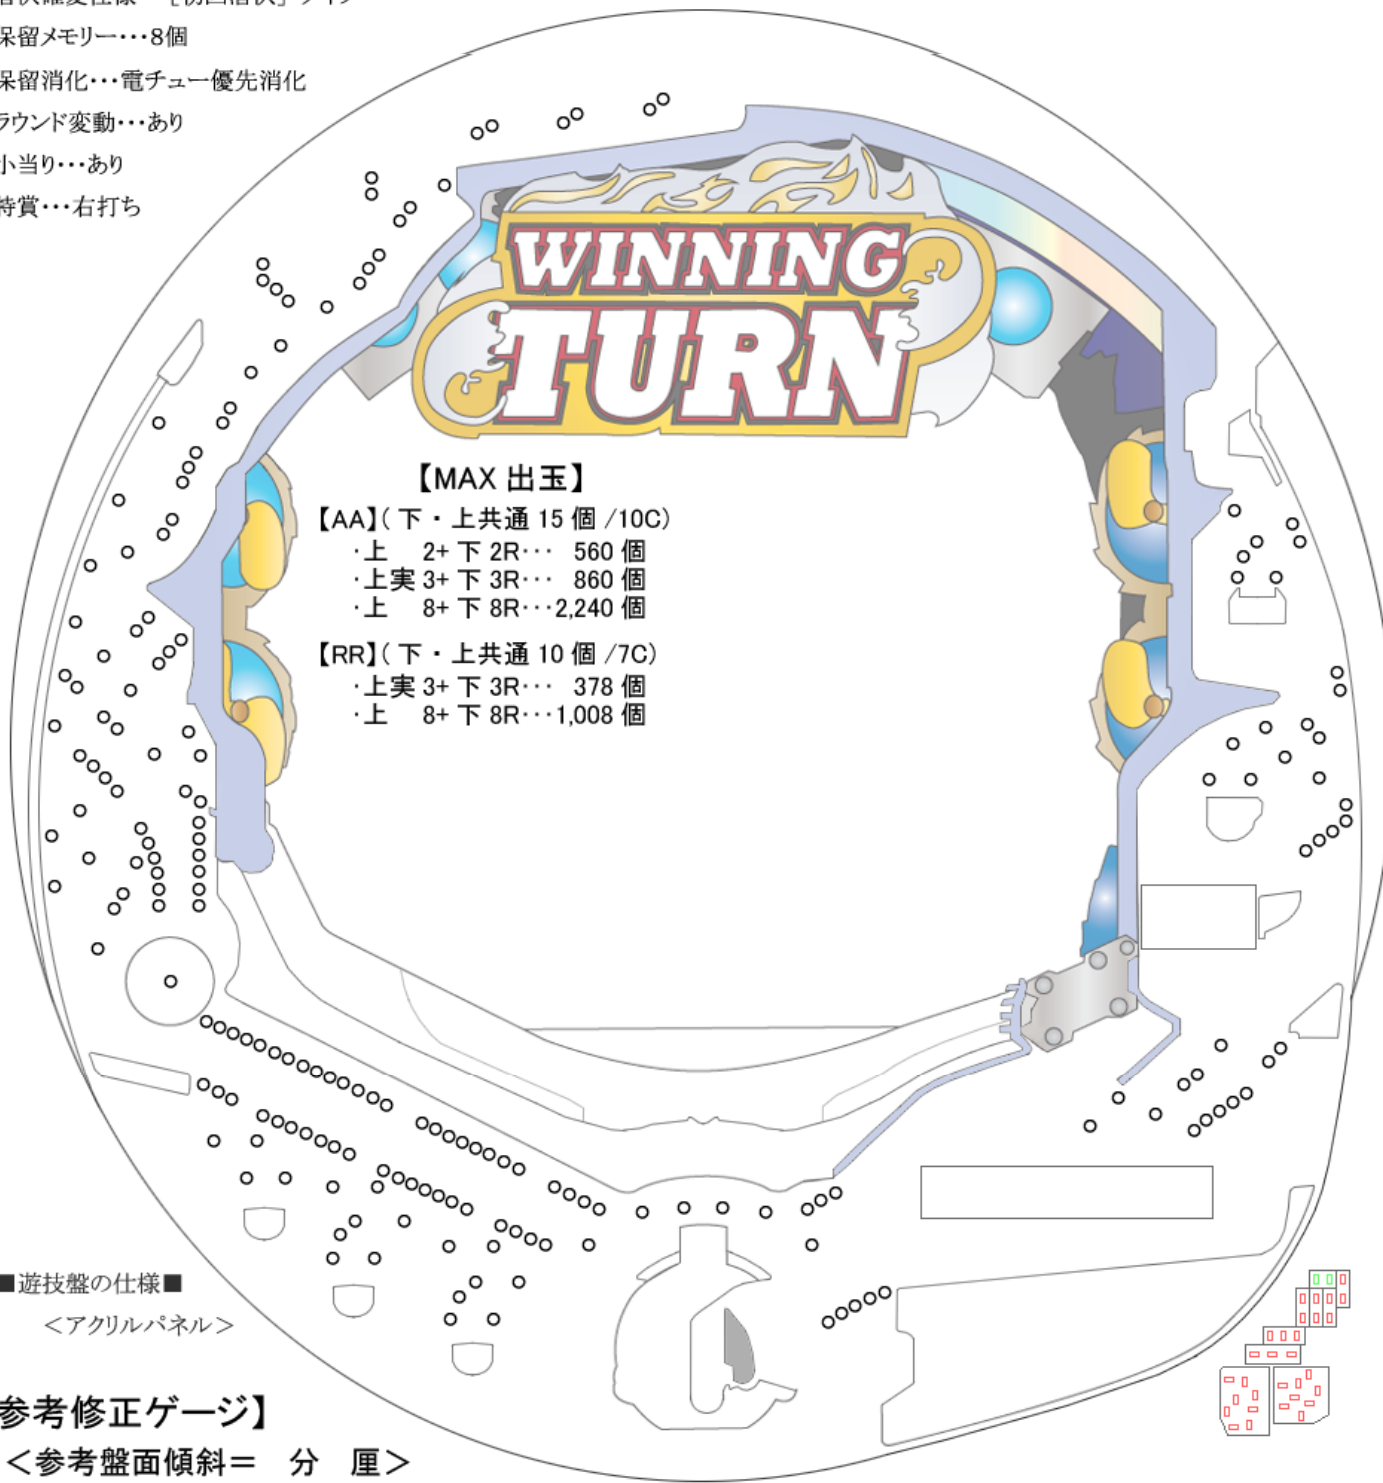 保留メモリー･･･8個
保留消化･･･電チュー優先消化
ラウンド変動･･･あり
小当り･･･あり
特賞･･･右打ち
WINNING
TURN
【MAX 出玉】
【AA】(下・上共通 15 個 /10C)
･上 2+ 下 2R･･･ 560 個
･上実 3+ 下 3R･･･ 860 個
･上 8+ 下 8R･･･2,240 個
【RR】(下・上共通 10 個 /7C)
･上実 3+ 下 3R･･･ 378 個
･上 8+ 下 8R･･･1,008 個
■遊技盤の仕様■
＜アクリルパネル＞
参考修正ゲージ】
＜参考盤面傾斜＝ 分 厘＞